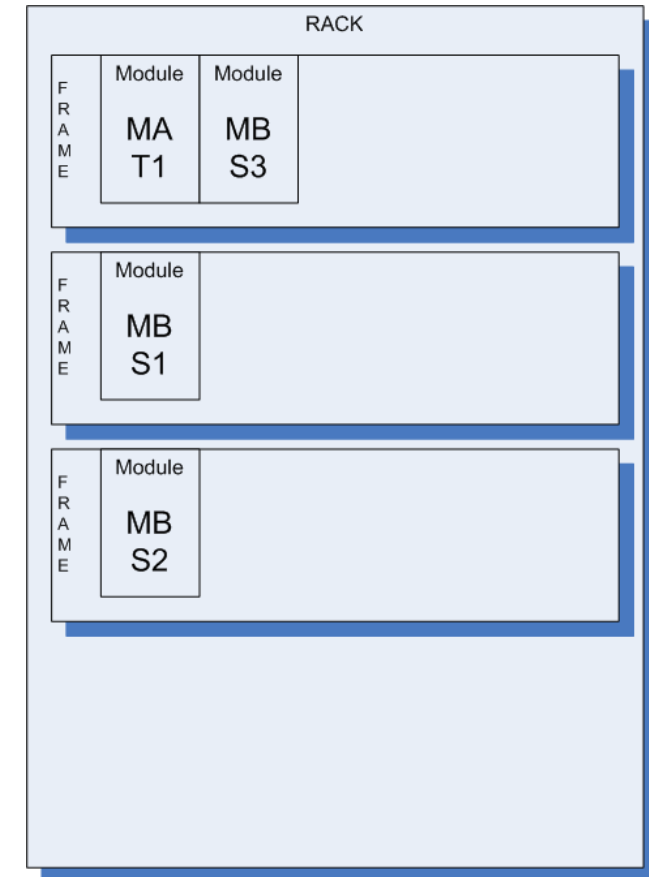 RACK
FRAME
Module
MA
T1
Module
MB
S3
FRAME
Module
MB
S1
FRAME
Module
MB
S2